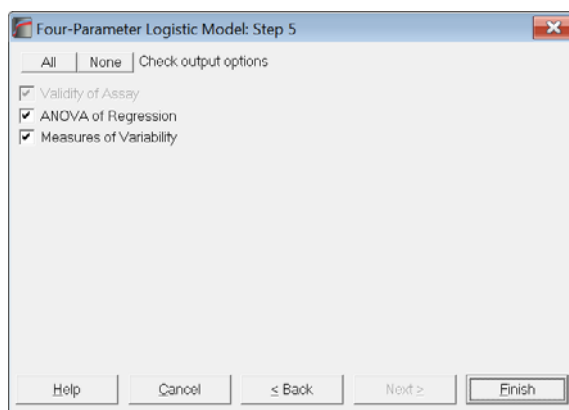 Four-Parameter Logistic Model: Step 5
All None Check output options
Validity of Assay
ANOVA of Regression
Measures of Variability
Help Cancel < Back Next > Finish